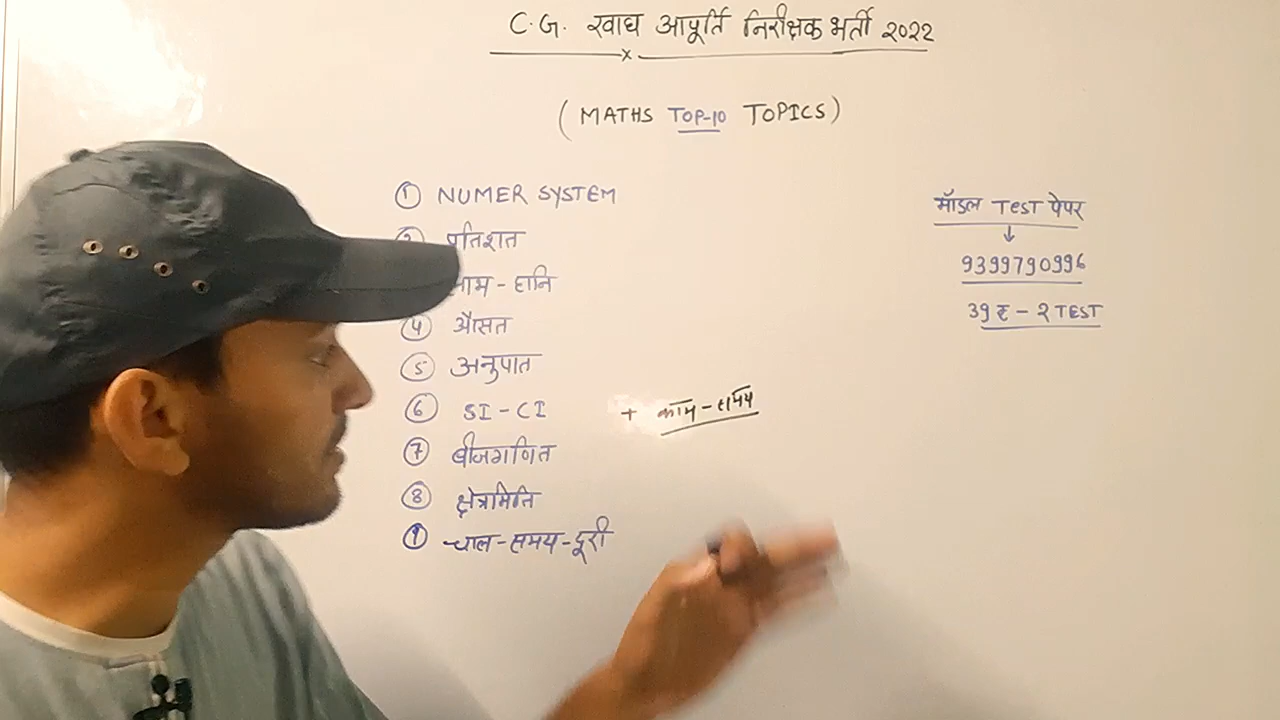 C.G. खाद्य आपूर्ति निरीक्षक भर्ती २०२२
(MATHS TOP-10 TOPICS)
① NUMER SYSTEM
प्रतिशत
लाभ - हानि
④ औसत
⑤ अनुपात
⑥ SI - CI + काम - समय
⑦ बीजगणित
⑧ क्षेत्रमिति
⑨ चाल - समय - दूरी
मॉडल TEST पेपर
↓
9399790996
39 ₹ - 2 TEST